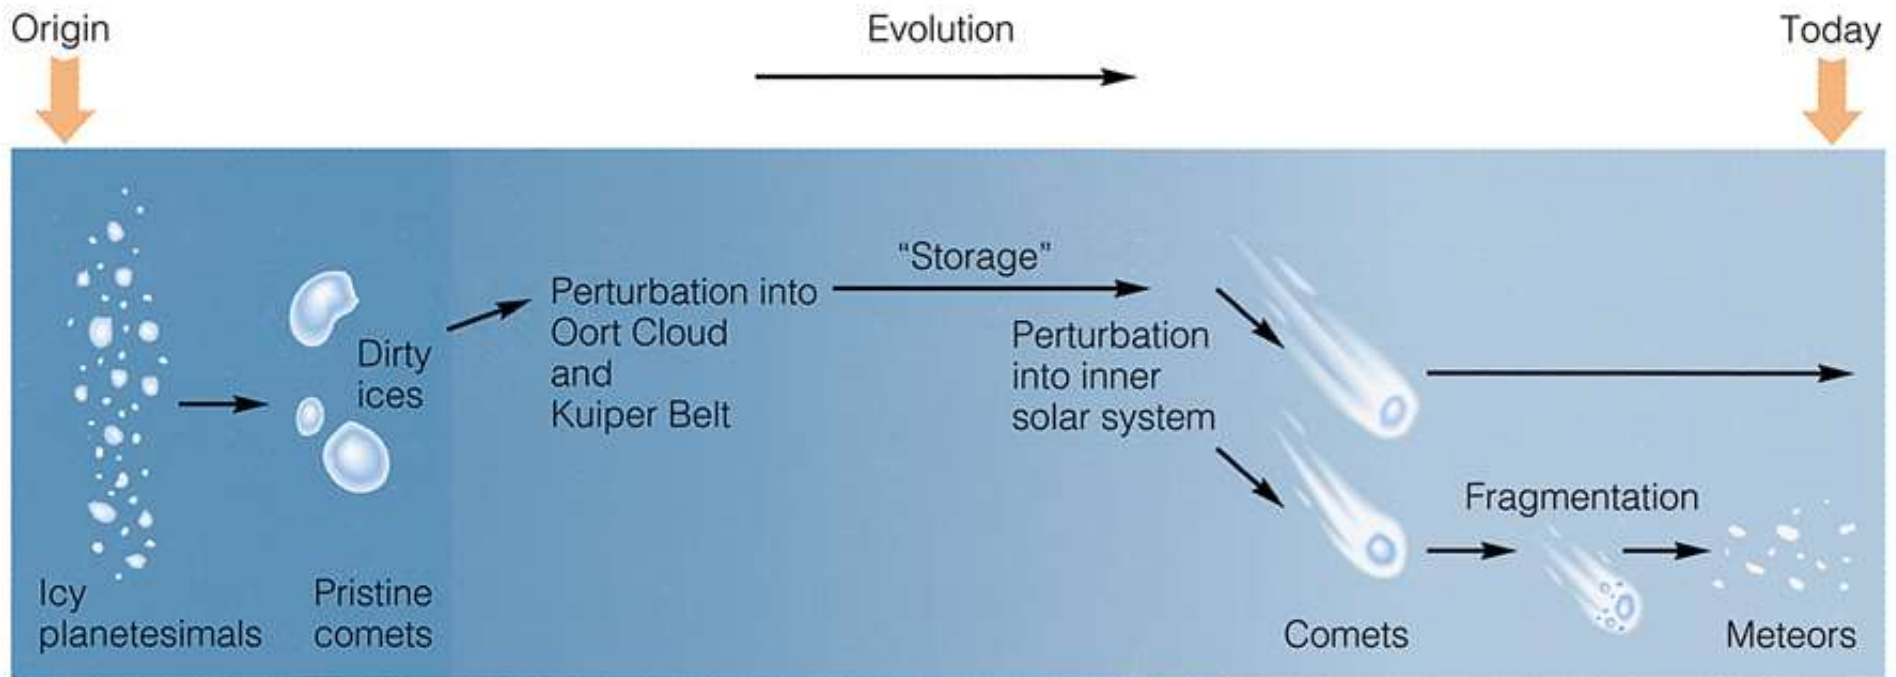 Origin
Evolution
Today
"Storage"
Perturbation into
Oort Cloud
and
Kuiper Belt
Dirty
ices
Perturbation
into inner
solar system
Fragmentation
Icy
planetesimals
Pristine
comets
Comets
Meteors